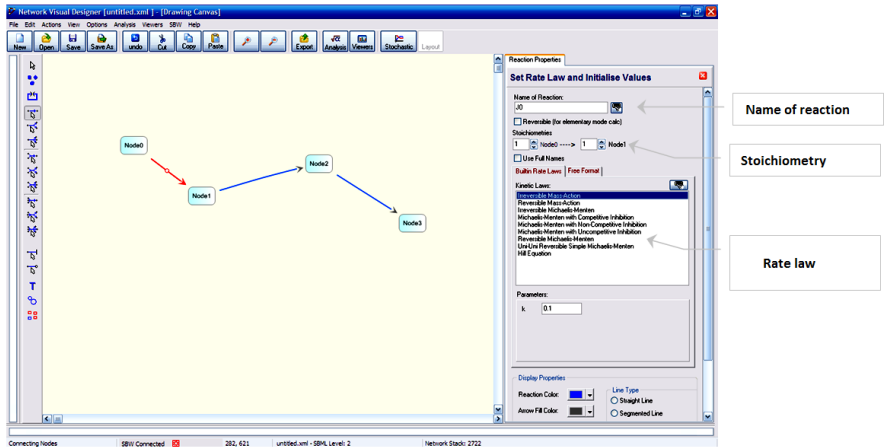 Network Visual Designer [untitled.xml ] - [Drawing Canvas]
File Edit Actions View Options Analysis Viewers SBW Help
New Open Save Save As undo Cut Copy Paste Export Analysis Viewers Stochastic Layout
Reaction Properties
Set Rate Law and Initialise Values
Name of Reaction:
J0
Name of reaction
Reversible (for elementary mode calc)
Stoichiometries
1 Node0 ----> 1 Node1
Stoichiometry
Use Full Names
Builtin Rate Laws Free Format
Kinetic Laws:
Irreversible Mass-Action
Reversible Mass-Action
Irreversible Michaelis-Menten
Michaelis-Menten with Competitive Inhibition
Michaelis-Menten with Non-Competitive Inhibition
Michaelis-Menten with Uncompetitive Inhibition
Reversible Michaelis-Menten
Uni-Uni Reversible Simple Michaelis-Menten
Hill Equation
Rate law
Parameters:
k 0.1
Display Properties
Reaction Color:
Arrow Fill Color:
Line Type
Straight Line
Segmented Line
Node0
Node1
Node2
Node3
T
Connecting Nodes SBW Connected 282, 621 untitled.xml - SBML Level: 2 Network Stack: 2722